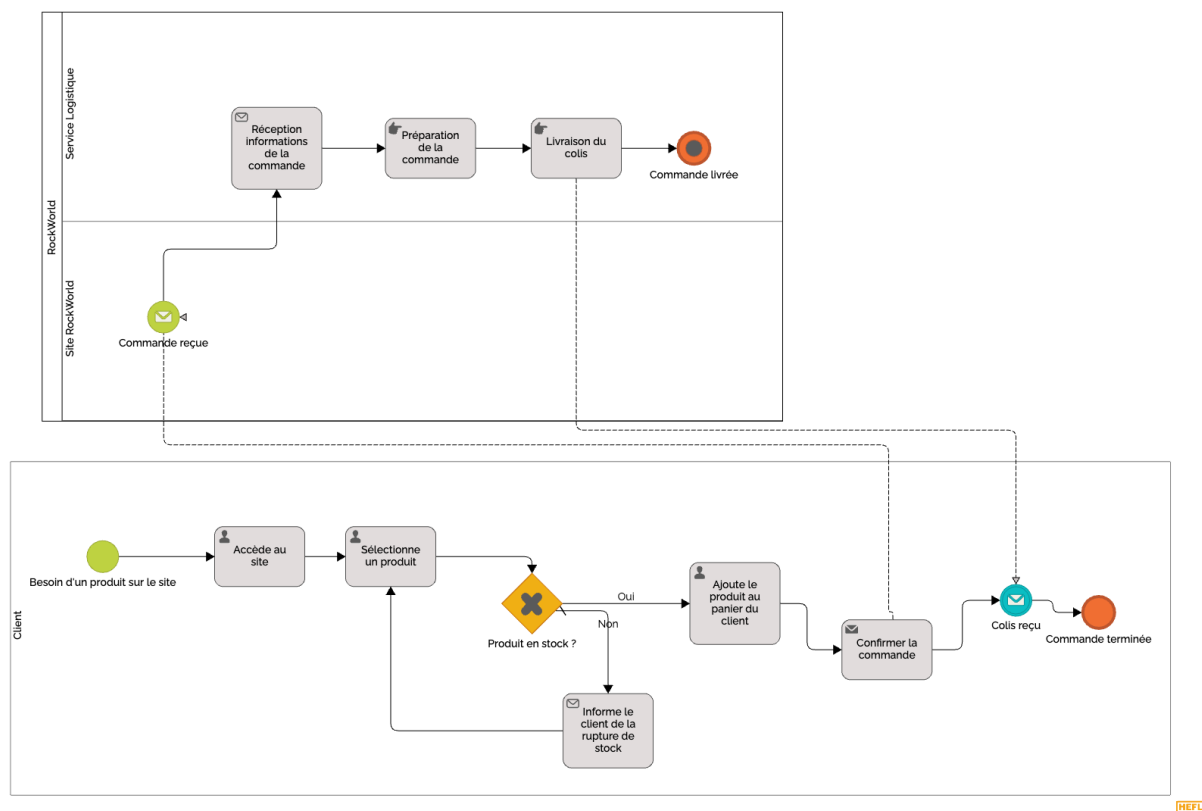 RockWorld
Service Logistique
Réception
informations
de la
commande
Préparation
de la
commande
Livraison du
colis
Commande livrée
Site RockWorld
Commande reçue
Client
Besoin d'un produit sur le site
Accède au
site
Sélectionne
un produit
Produit en stock ?
Oui
Non
Ajoute le
produit au
panier du
client
Informe le
client de la
rupture de
stock
Confirmer la
commande
Colis reçu
Commande terminée